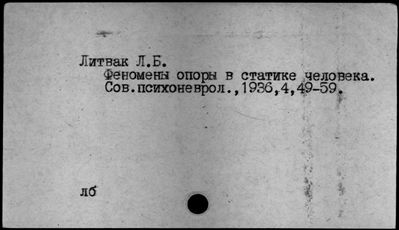 Литвак Л.Б.
Феномены опоры в статике человека.
Сов.психоневрол.,1936,4,49-59.
лб